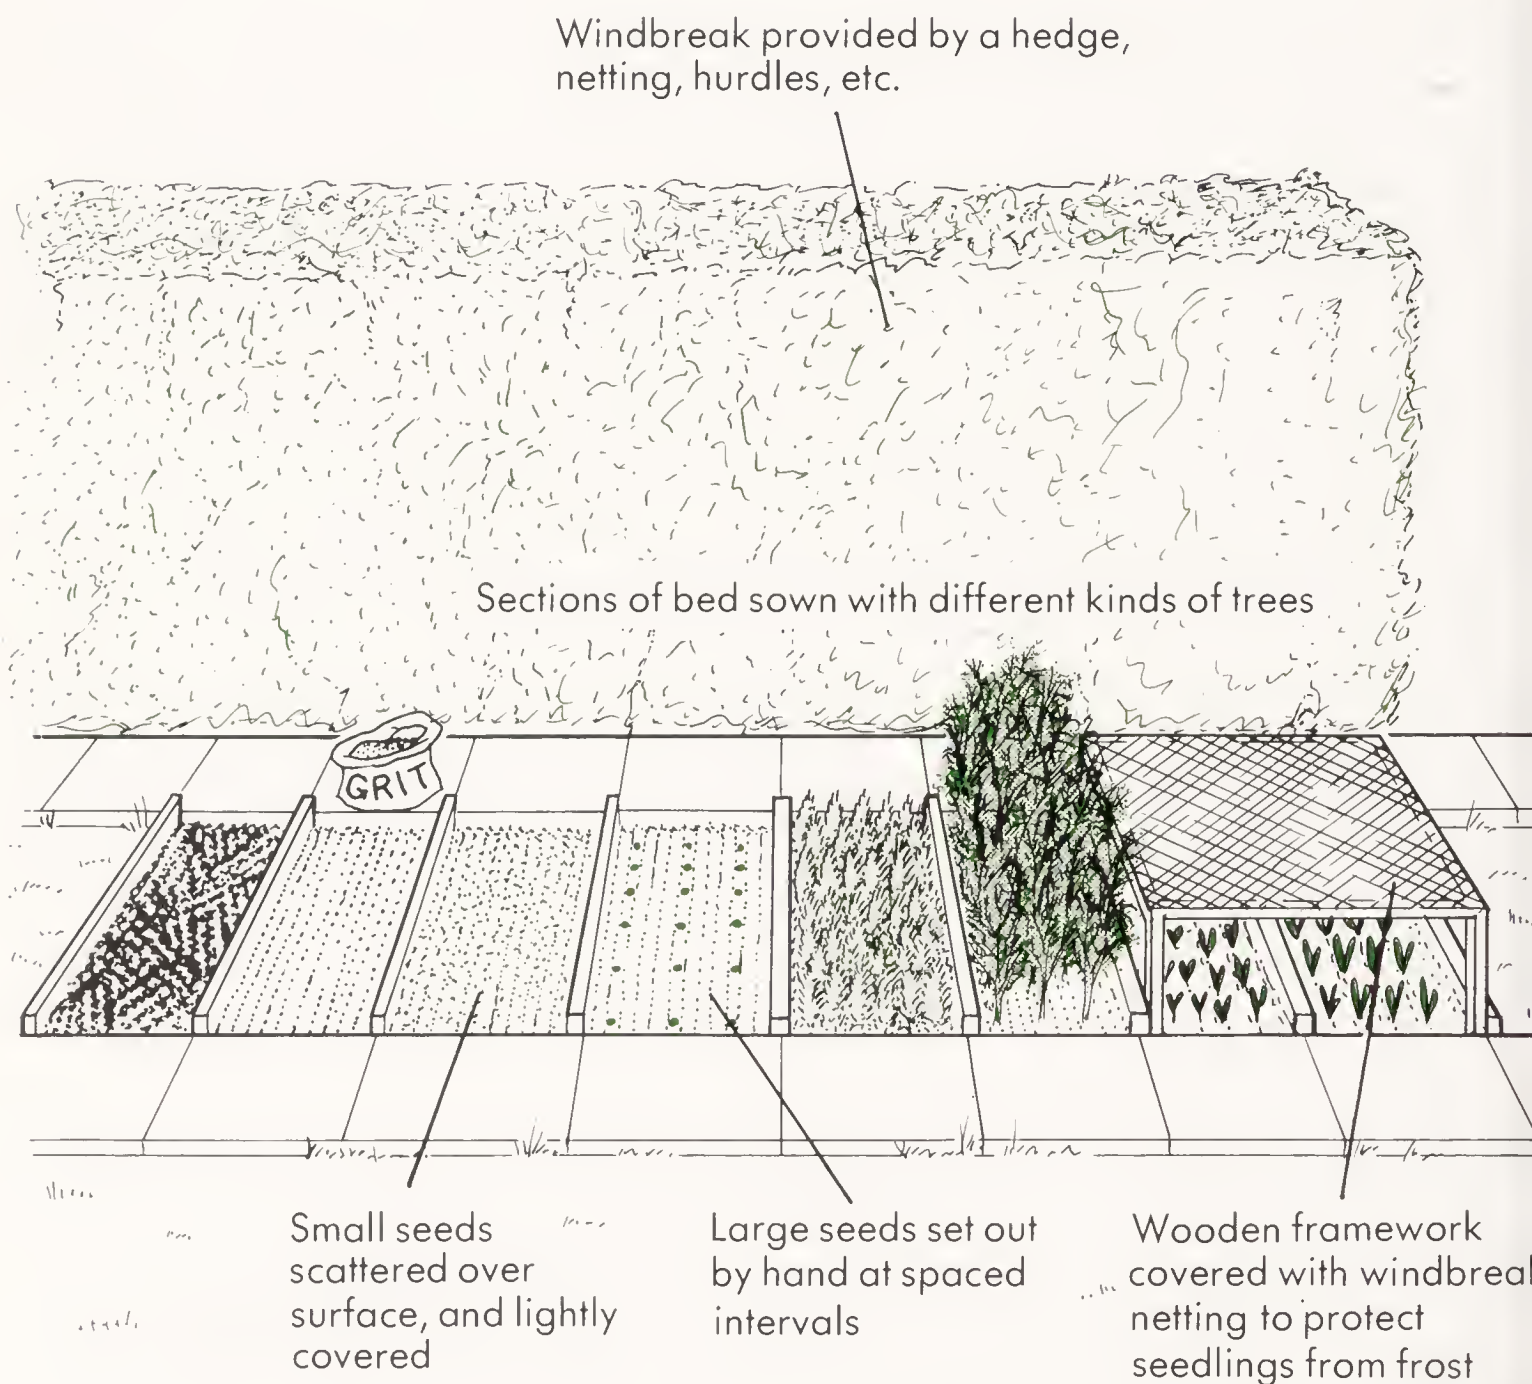 Windbreak provided by a hedge,
netting, hurdles, etc.
Sections of bed sown with different kinds of trees
GRIT
Small seeds
scattered over
surface, and lightly
covered
Large seeds set out
by hand at spaced
intervals
Wooden framework
covered with windbreak
netting to protect
seedlings from frost